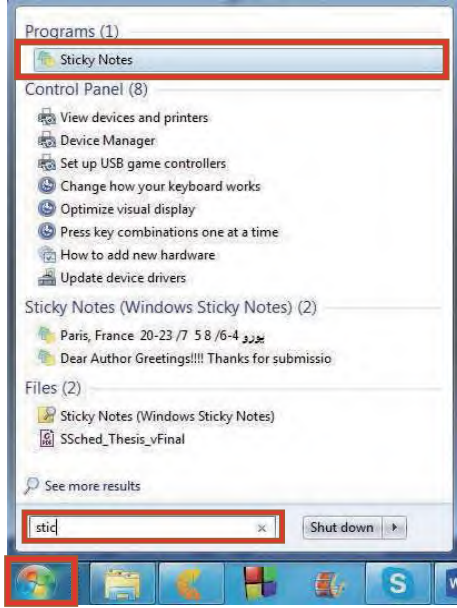 Programs (1)
Sticky Notes
Control Panel (8)
View devices and printers
Device Manager
Set up USB game controllers
Change how your keyboard works
Optimize visual display
Press key combinations one at a time
How to add new hardware
Update device drivers
Sticky Notes (Windows Sticky Notes) (2)
Paris, France 20-23 /7 5 8 /6-4 يورو
Dear Author Greetings!!!! Thanks for submissio
Files (2)
Sticky Notes (Windows Sticky Notes)
SSched_Thesis_vFinal
See more results
stic
Shut down
S
W